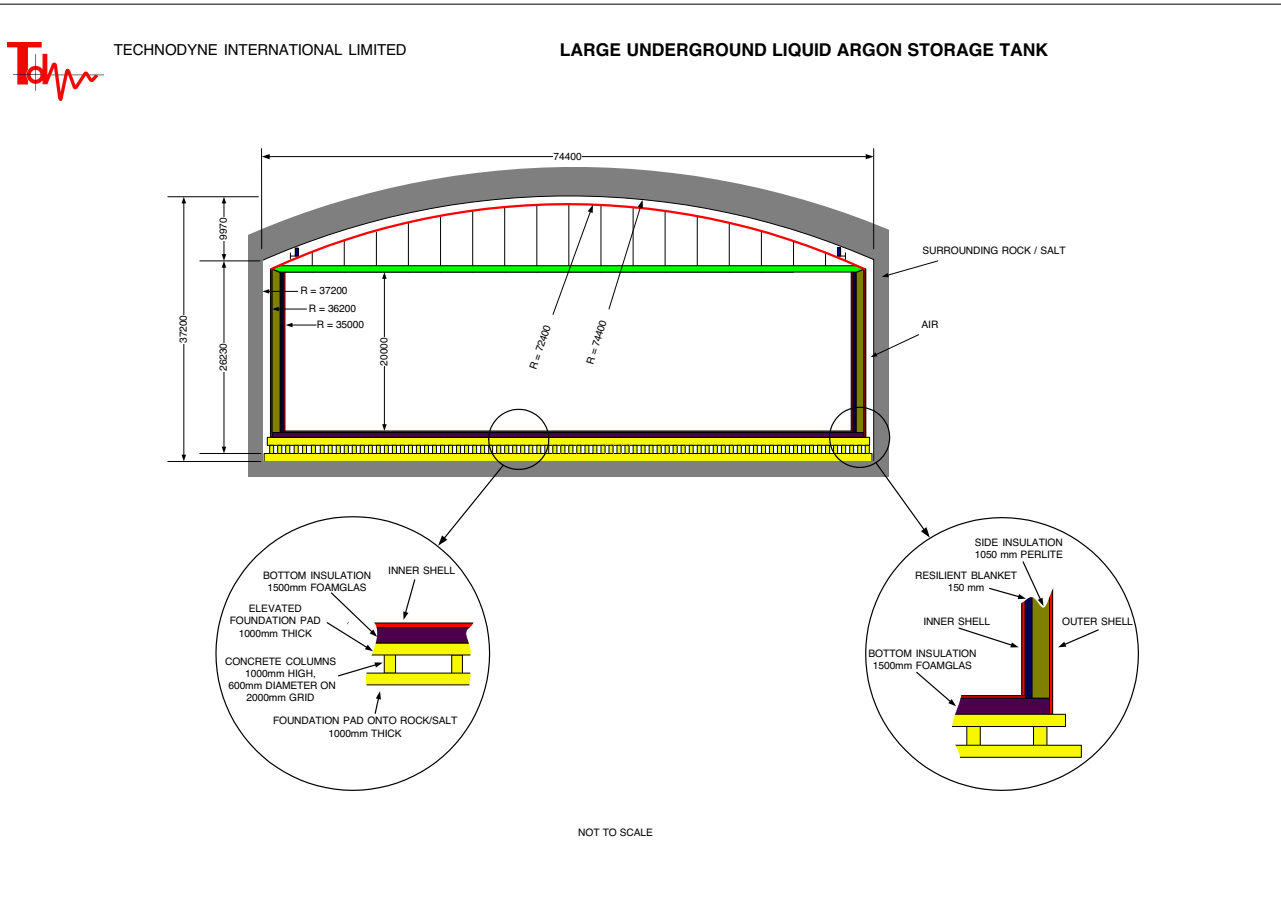 Td
TECHNODYNE INTERNATIONAL LIMITED
LARGE UNDERGROUND LIQUID ARGON STORAGE TANK
74400
9970
37200
26230
20000
R = 37200
R = 36200
R = 35000
R = 72400
R = 74400
SURROUNDING ROCK / SALT
AIR
BOTTOM INSULATION
1500mm FOAMGLAS
INNER SHELL
ELEVATED
FOUNDATION PAD
1000mm THICK
CONCRETE COLUMNS
1000mm HIGH,
600mm DIAMETER ON
2000mm GRID
FOUNDATION PAD ONTO ROCK/SALT
1000mm THICK
SIDE INSULATION
1050 mm PERLITE
RESILIENT BLANKET
150 mm
INNER SHELL
OUTER SHELL
BOTTOM INSULATION
1500mm FOAMGLAS
NOT TO SCALE